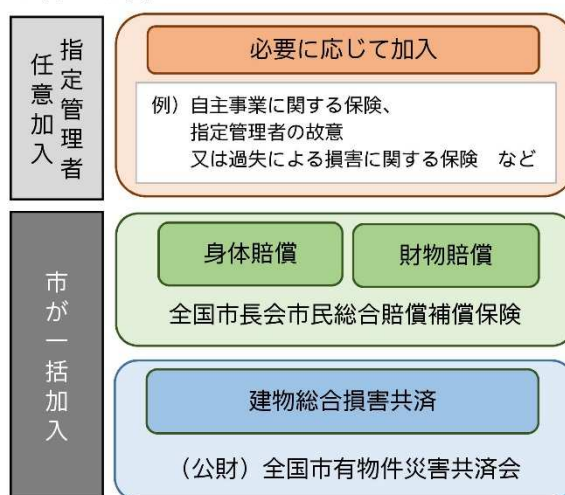 指定管理者
任意加入
必要に応じて加入
例）自主事業に関する保険、
指定管理者の故意
又は過失による損害に関する保険　など
市が一括加入
身体賠償
財物賠償
全国市長会市民総合賠償補償保険
建物総合損害共済
（公財）全国市有物件災害共済会